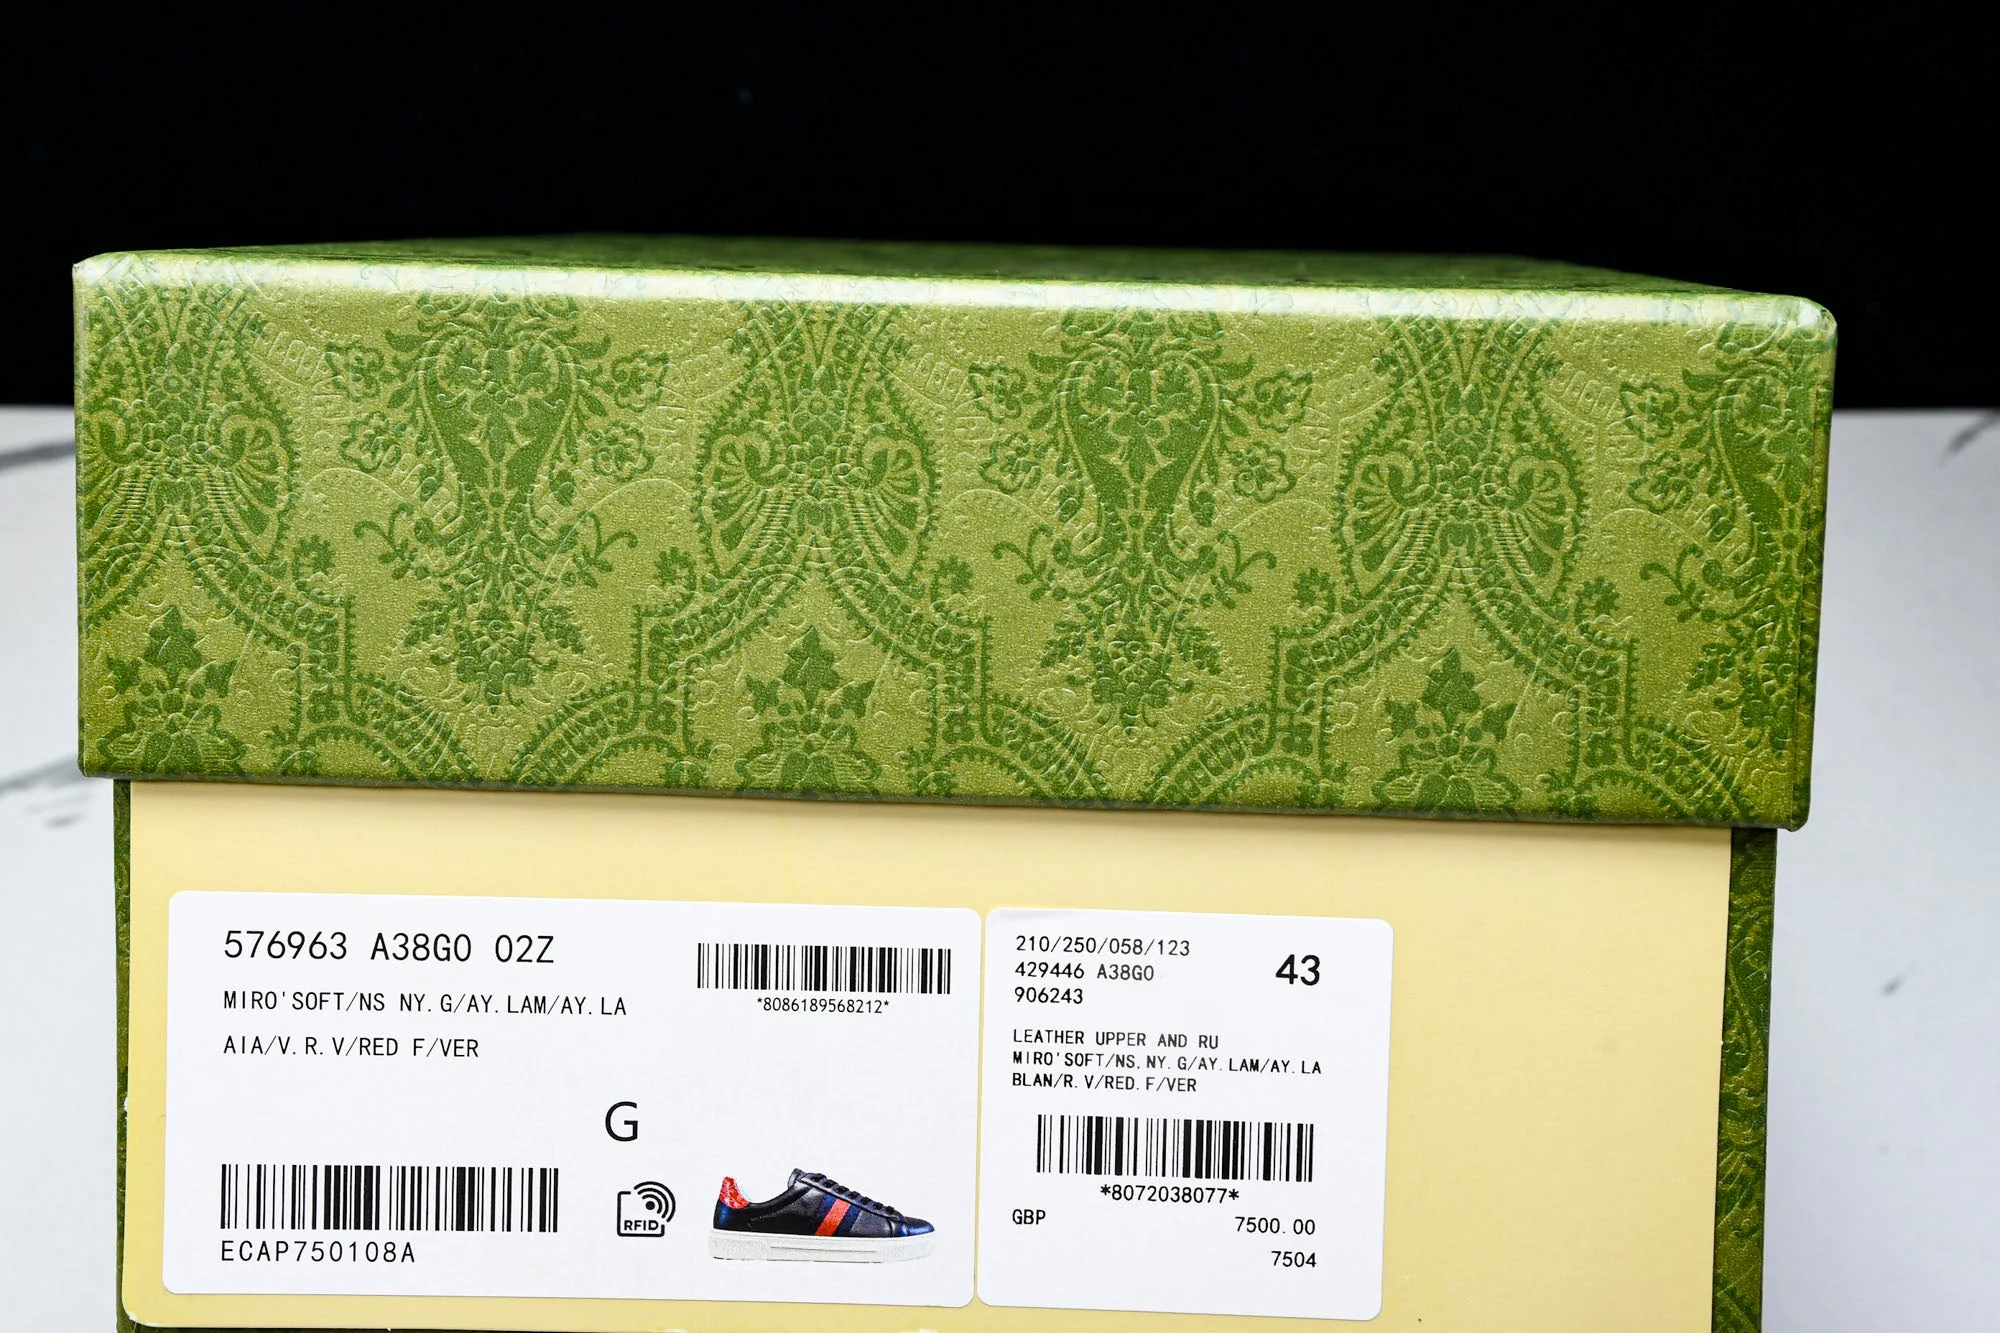 576963 A38G0 02Z
MIRO'SOFT/NS NY.G/AY.LAM/AY.LA
AIA/V.R.V/RED F/VER
*8086189568212*
G
RFID
ECAP750108A
210/250/058/123
429446 A38G0
906243
43
LEATHER UPPER AND RU
MIRO'SOFT/NS,NY.G/AY.LAM/AY.LA
BLAN/R.V/RED.F/VER
*8072038077*
GBP 7500.00
7504